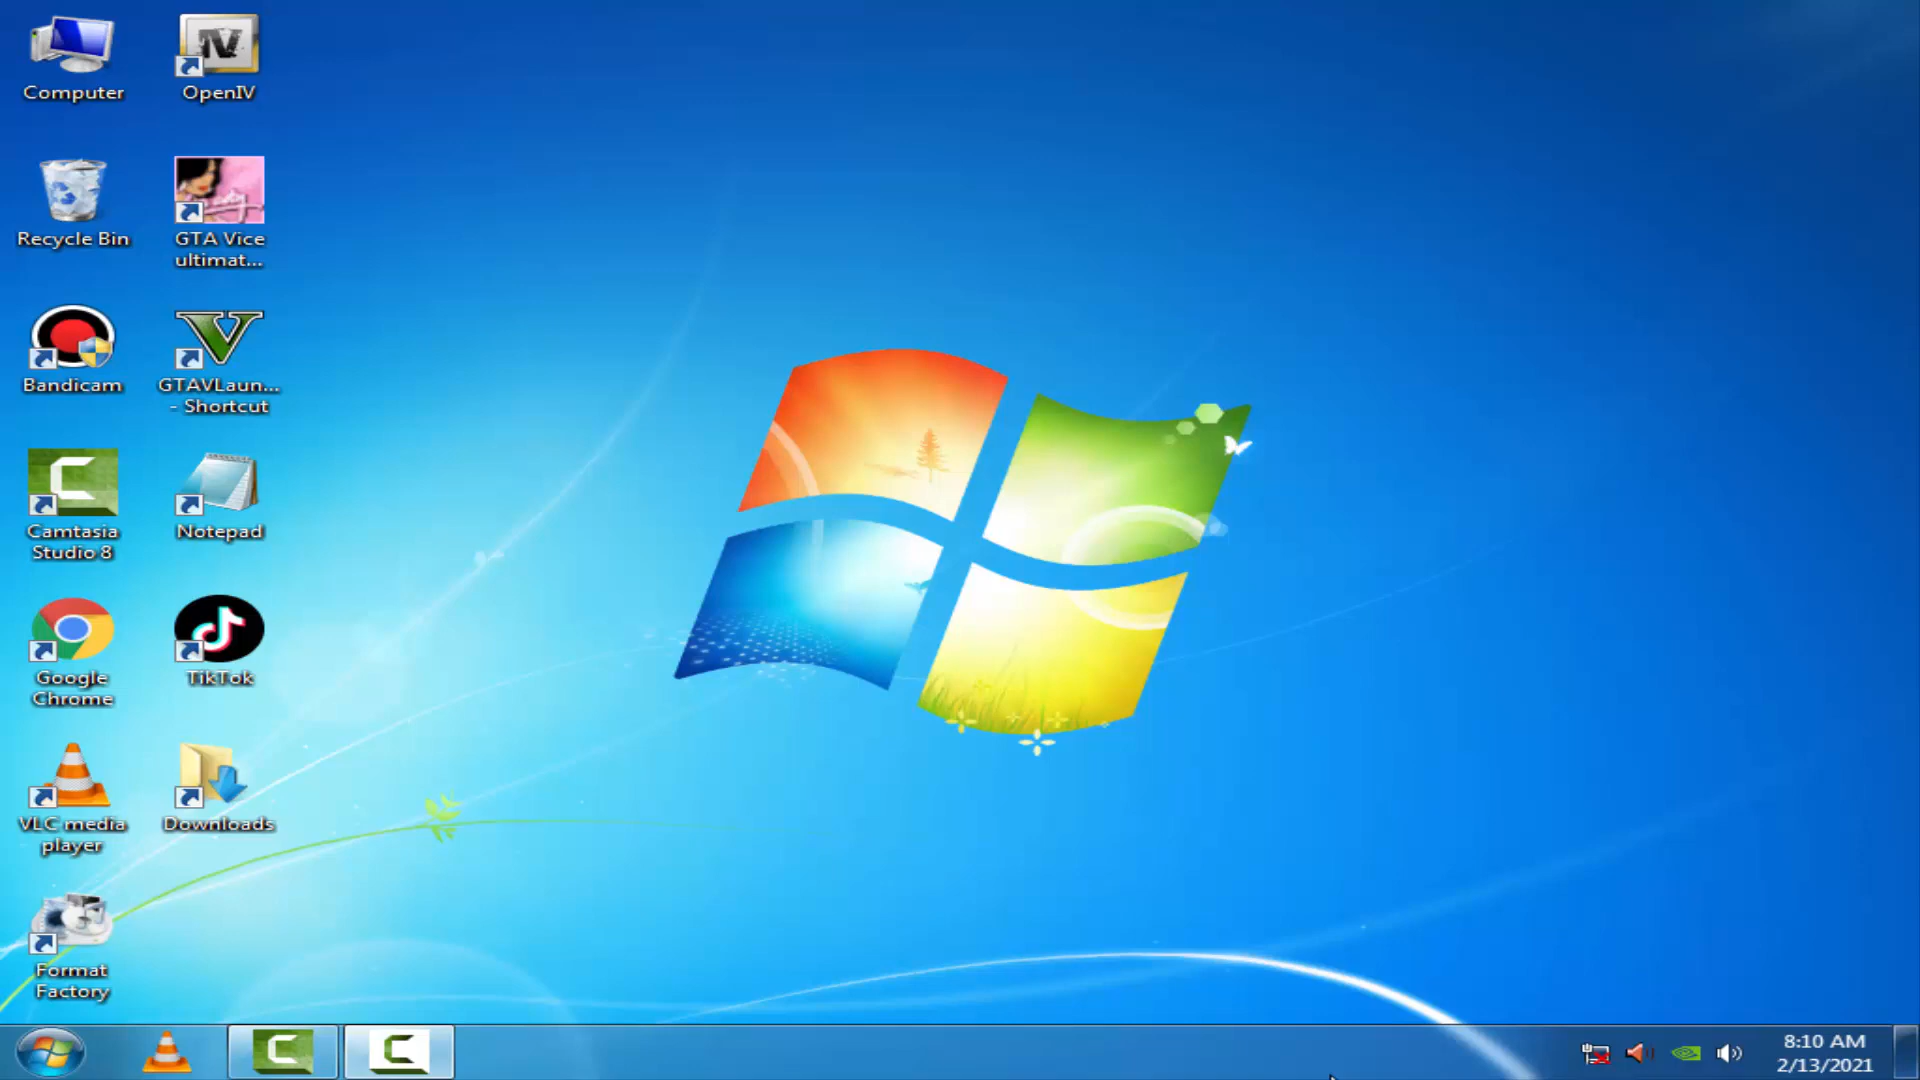 Computer
OpenIV
Recycle Bin
GTA Vice
ultimat...
Bandicam
GTAVLaun...
- Shortcut
Camtasia
Studio 8
Notepad
Google
Chrome
TikTok
VLC media
player
Downloads
Format
Factory
8:10 AM
2/13/2021